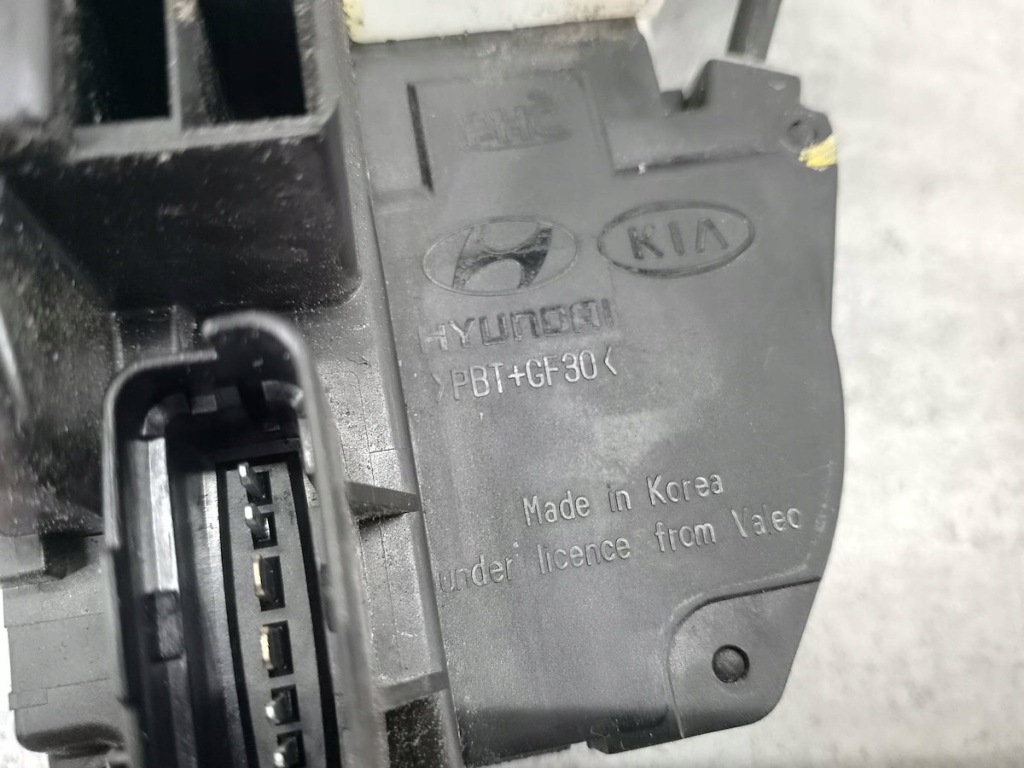 KIA
HYUNDAI
>PBT+GF30<
Made in Korea
under licence from Valeo